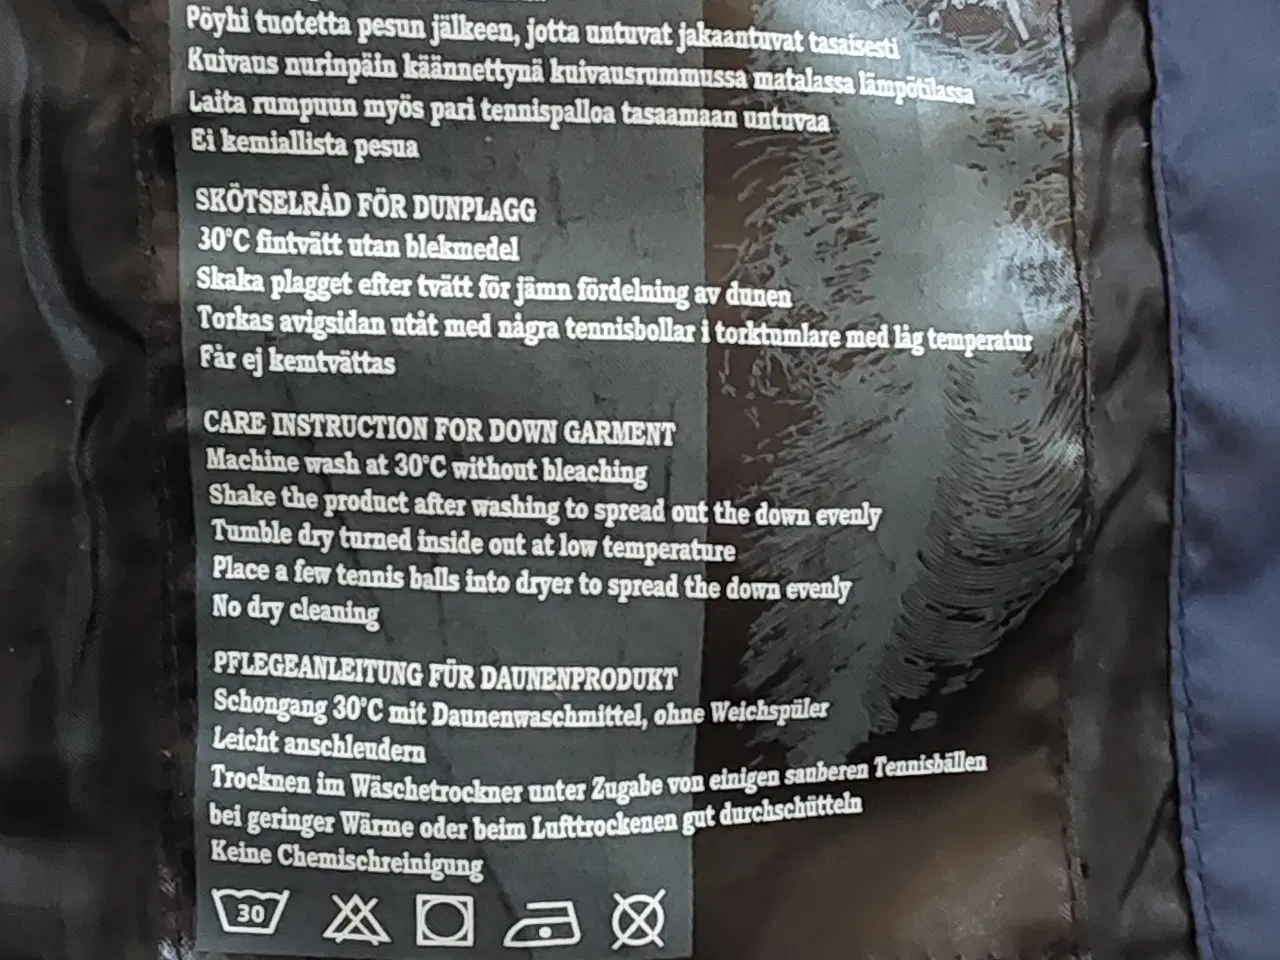 Pöyhi tuotetta pesun jälkeen, jotta untuvat jakaantuvat tasaisesti
Kuivaus nurinpäin käännettynä kuivausrummussa matalassa lämpötilassa
Laita rumpuun myös pari tennispalloa tasaamaan untuvaa
Ei kemiallista pesua
SKÖTSELRÅD FÖR DUNPLAGG
30°C fintvätt utan blekmedel
Skaka plagget efter tvätt för jämn fördelning av dunen
Torkas avigsidan utåt med några tennisbollar i torktumlare med låg temperatur
Får ej kemtvättas
CARE INSTRUCTION FOR DOWN GARMENT
Machine wash at 30°C without bleaching
Shake the product after washing to spread out the down evenly
Tumble dry turned inside out at low temperature
Place a few tennis balls into dryer to spread the down evenly
No dry cleaning
PFLEGEANLEITUNG FÜR DAUNENPRODUKT
Schongang 30°C mit Daunenwaschmittel, ohne Weichspüler
Leicht anschleudern
Trocknen im Wäschetrockner unter Zugabe von einigen sauberen Tennisbällen
bei geringer Wärme oder beim Lufttrockenen gut durchschütteln
Keine Chemischreinigung
30